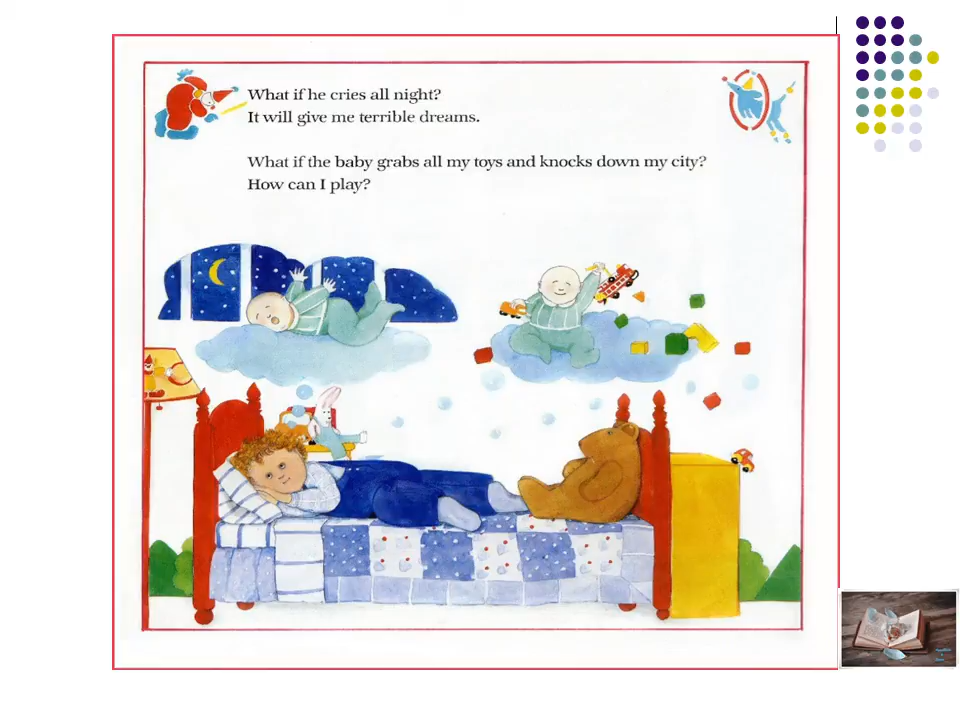 What if he cries all night?
It will give me terrible dreams.
What if the baby grabs all my toys and knocks down my city?
How can I play?